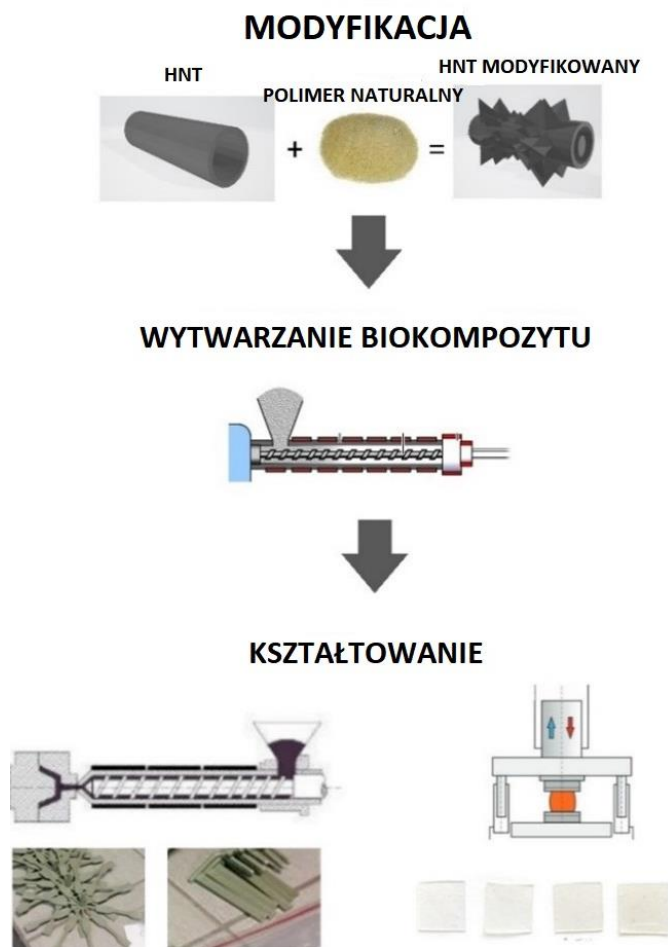 MODYFIKACJA
HNT
POLIMER NATURALNY
HNT MODYFIKOWANY
+
=
WYTWARZANIE BIOKOMPOZYTU
KSZTAŁTOWANIE